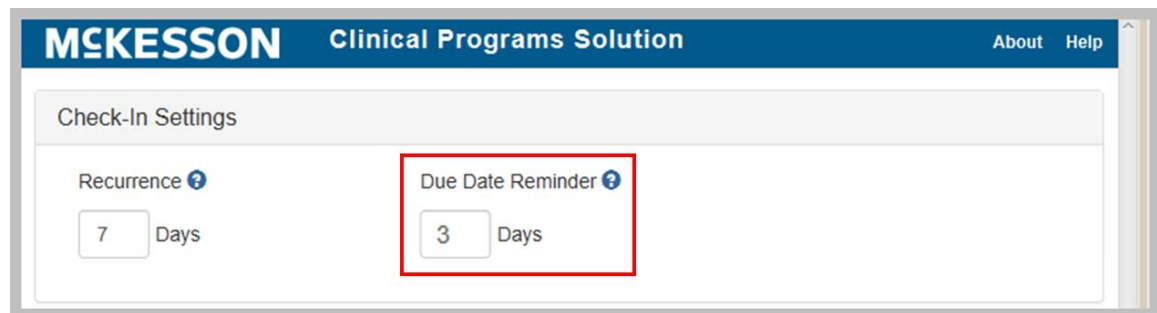 MCKESSON Clinical Programs Solution About Help
Check-In Settings
Recurrence ? Due Date Reminder ?
7 Days 3 Days